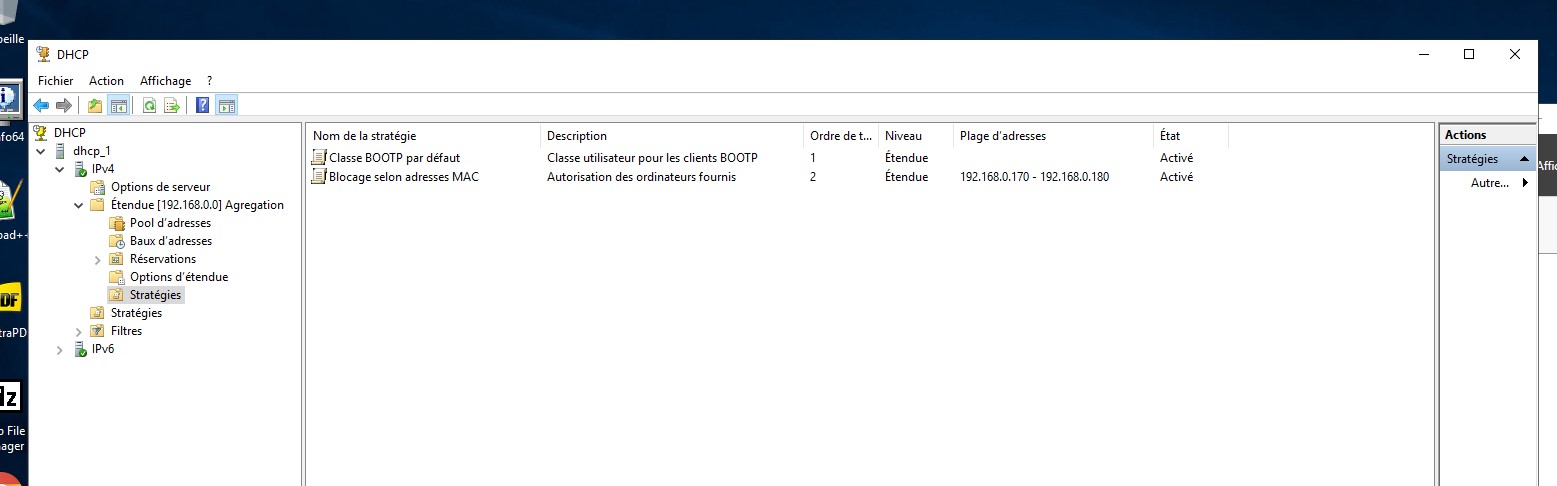 beille
DHCP
Fichier Action Affichage ?
nfo64
DHCP
dhcp_1
IPv4
Options de serveur
Étendue [192.168.0.0] Agregation
Pool d'adresses
Baux d'adresses
Réservations
Options d'étendue
Stratégies
Stratégies
Filtres
IPv6
Nom de la stratégie Description Ordre de t... Niveau Plage d'adresses État
Classe BOOTP par défaut Classe utilisateur pour les clients BOOTP 1 Étendue Activé
Blocage selon adresses MAC Autorisation des ordinateurs fournis 2 Étendue 192.168.0.170 - 192.168.0.180 Activé
Actions
Stratégies
Autre...
Affic
pad++
DF
traPD
lz
o File
nager